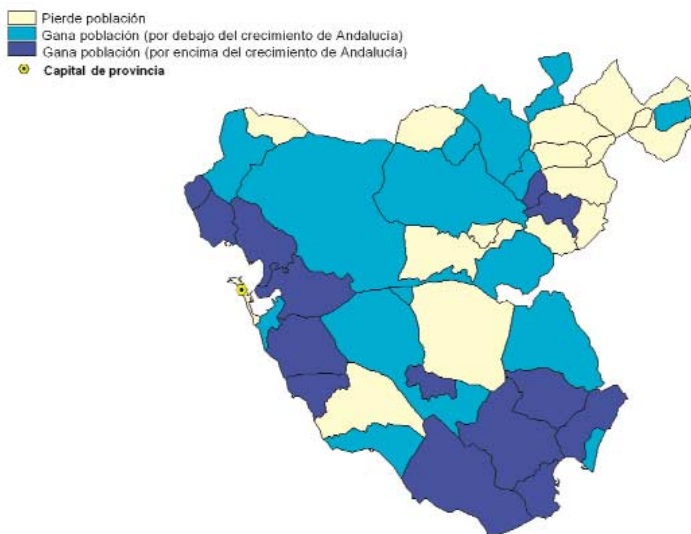 Pierde población
Gana población (por debajo del crecimiento de Andalucía)
Gana población (por encima del crecimiento de Andalucía)
Capital de provincia